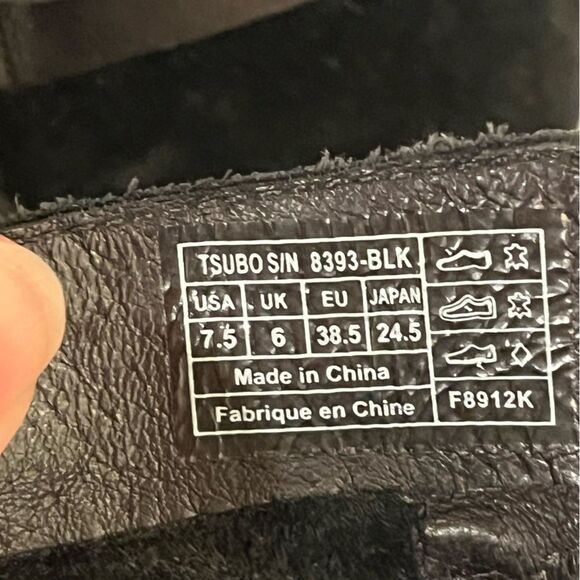 TSUBO S/N 8393-BLK
USA UK EU JAPAN
7.5 6 38.5 24.5
Made in China
Fabrique en Chine F8912K